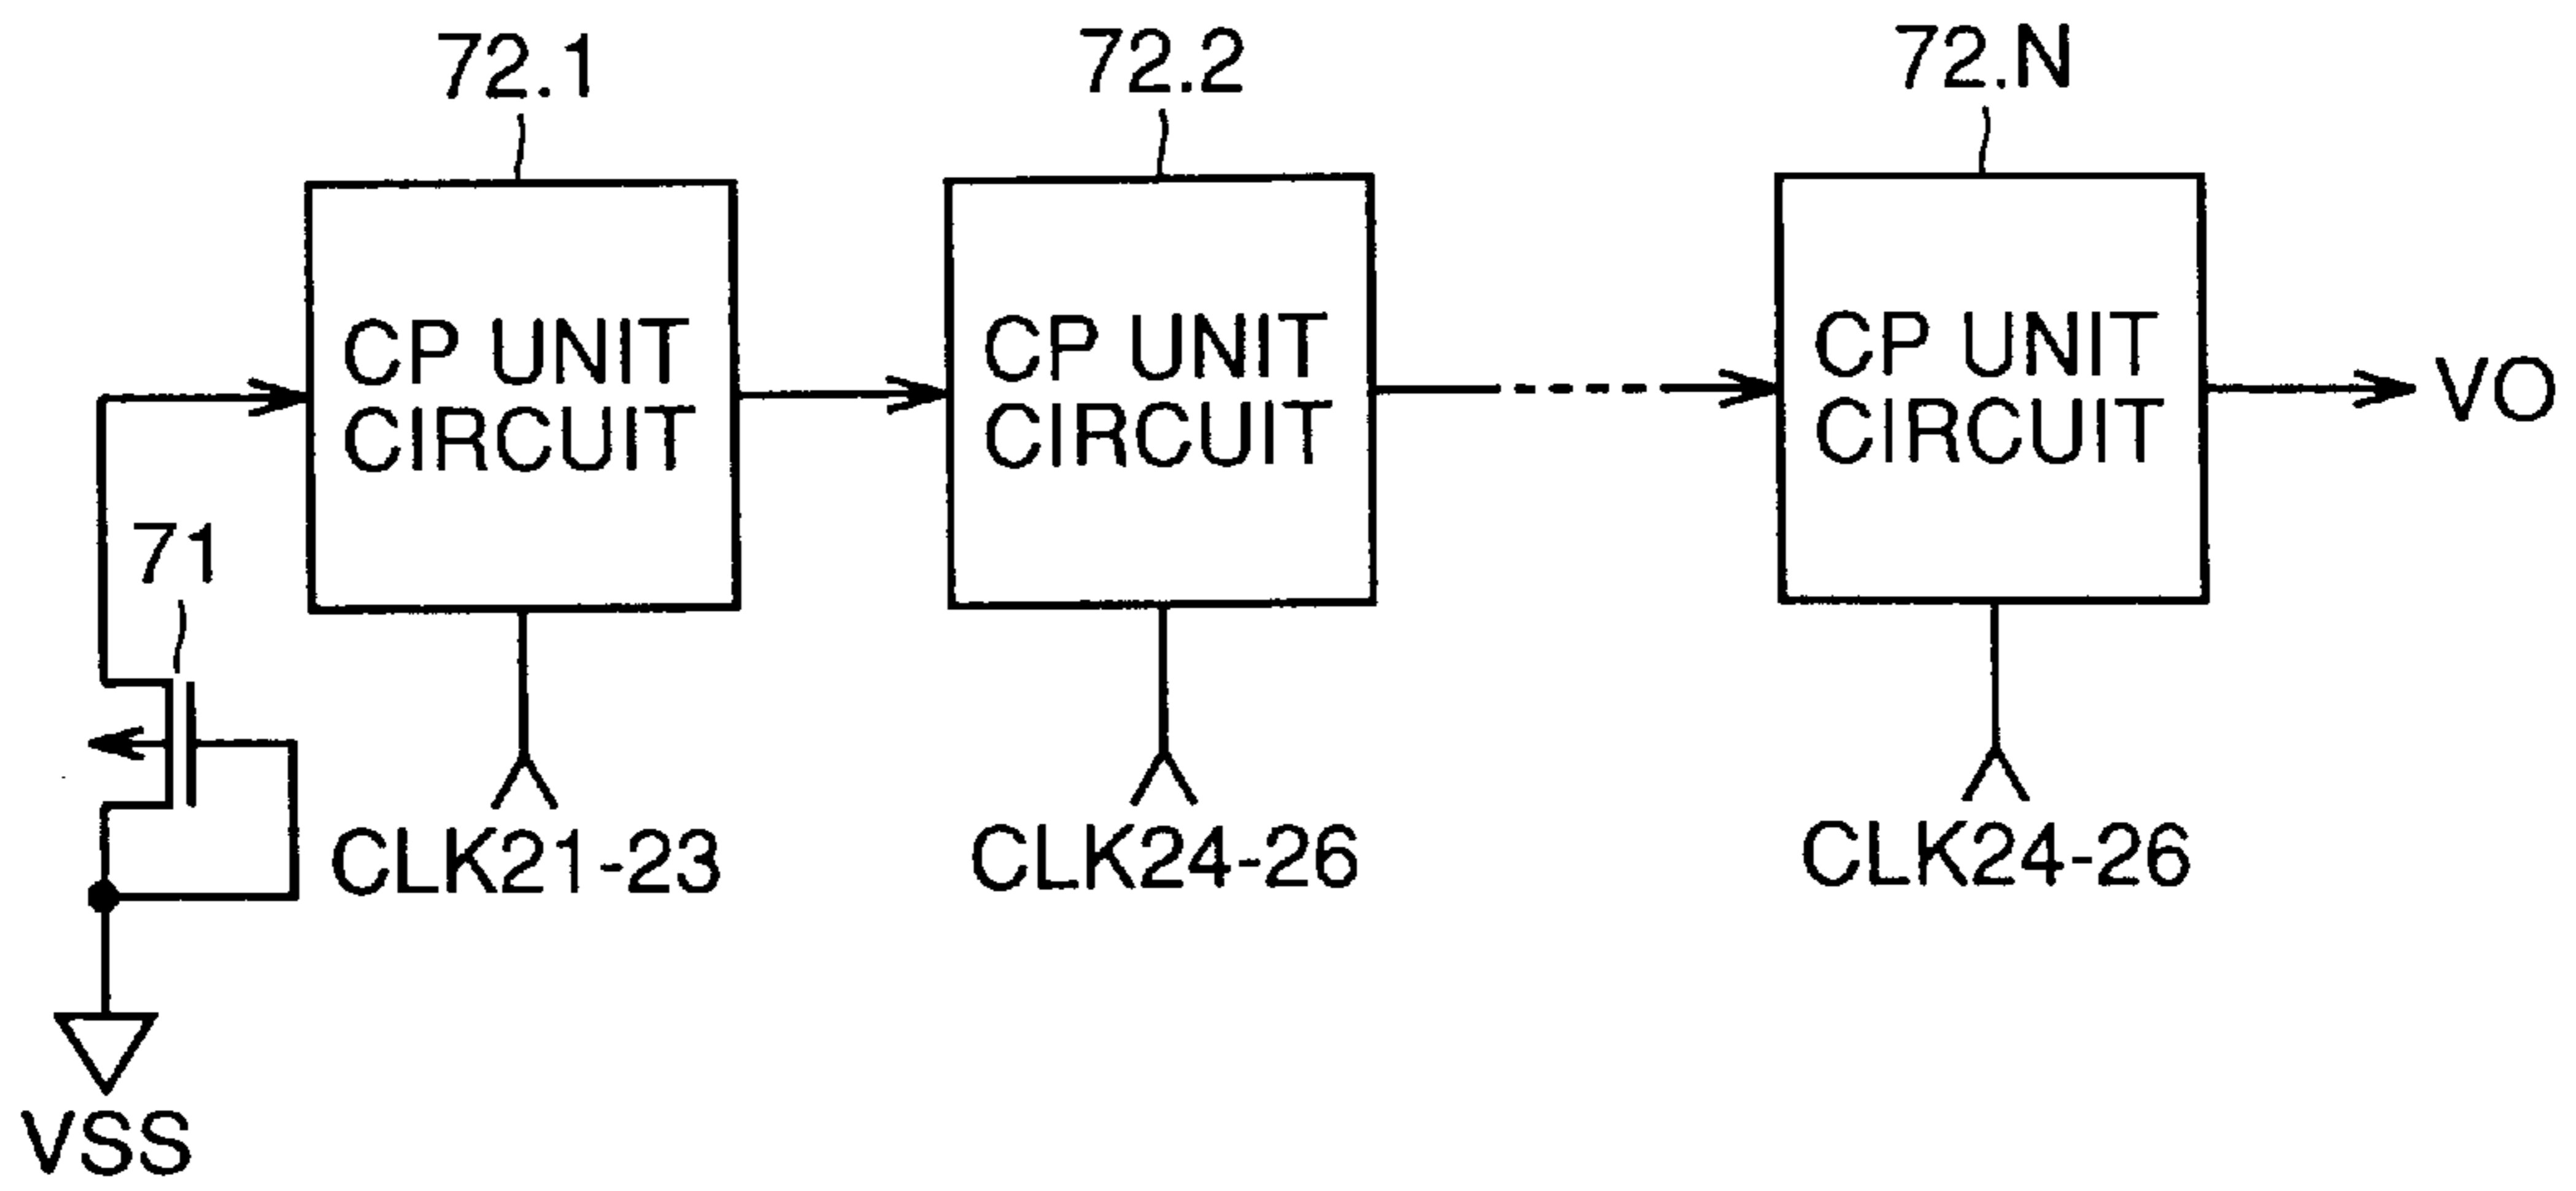 72.1
72.2
72.N
CP UNIT
CIRCUIT
CP UNIT
CIRCUIT
CP UNIT
CIRCUIT
VO
71
CLK21-23
CLK24-26
CLK24-26
VSS